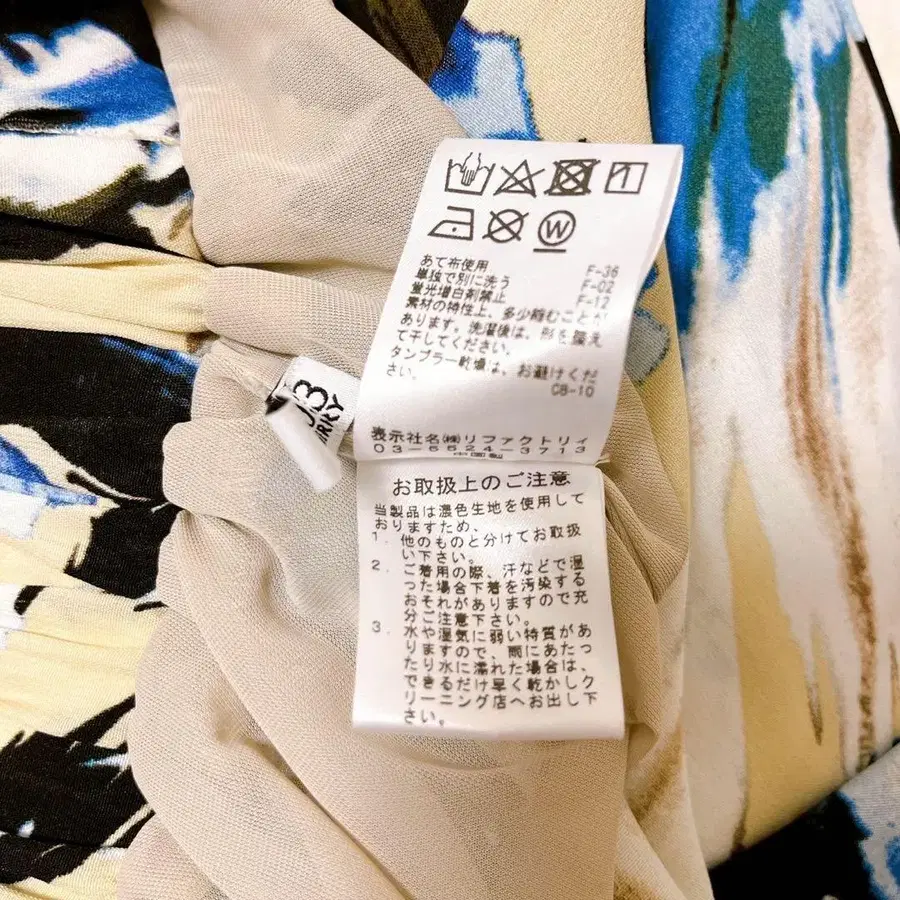 W
あて布使用 F-36
単独で別に洗う F-02
蛍光増白剤禁止 F-12
素材の特性上、多少縮むことが
あります。洗濯後は、形を整え
て干してください。
タンブラー乾燥は、お避けくだ
さい。
CB-10
表示社名㈱リファクトリィ
03-5524-3713
中国製
お取扱上のご注意
当製品は濃色生地を使用して
おりますため、
1. 他のものと分けてお取扱
い下さい。
2. ご着用の際、汗などで湿
った場合下着を汚染する
おそれがありますので充
分ご注意下さい。
3. 水や湿気に弱い特質があ
りますので、雨にあたっ
たり水に濡れた場合は、
できるだけ早く乾かしク
リーニング店へお出し下
さい。